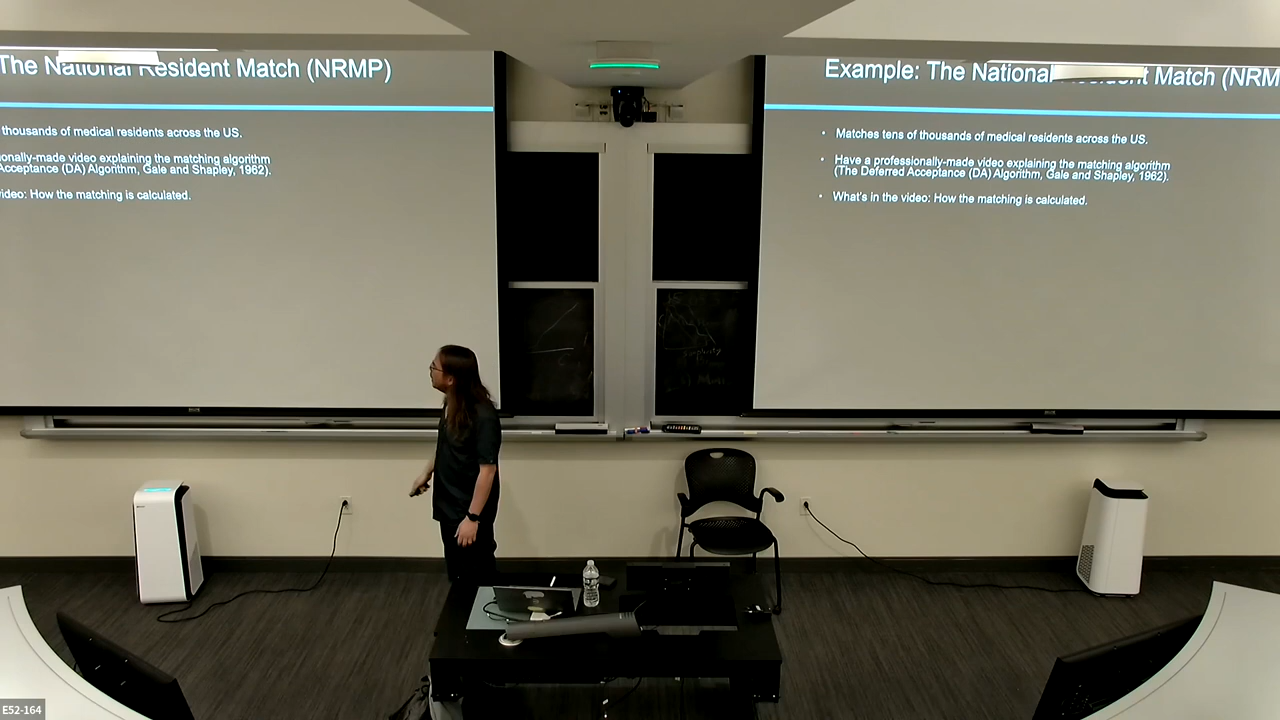 The National Resident Match (NRMP)
thousands of medical residents across the US.
onally-made video explaining the matching algorithm
Acceptance (DA) Algorithm, Gale and Shapley, 1962).
video: How the matching is calculated.
Example: The National Resident Match (NRM
• Matches tens of thousands of medical residents across the US.
• Have a professionally-made video explaining the matching algorithm
(The Deferred Acceptance (DA) Algorithm, Gale and Shapley, 1962).
• What's in the video: How the matching is calculated.
E52-164